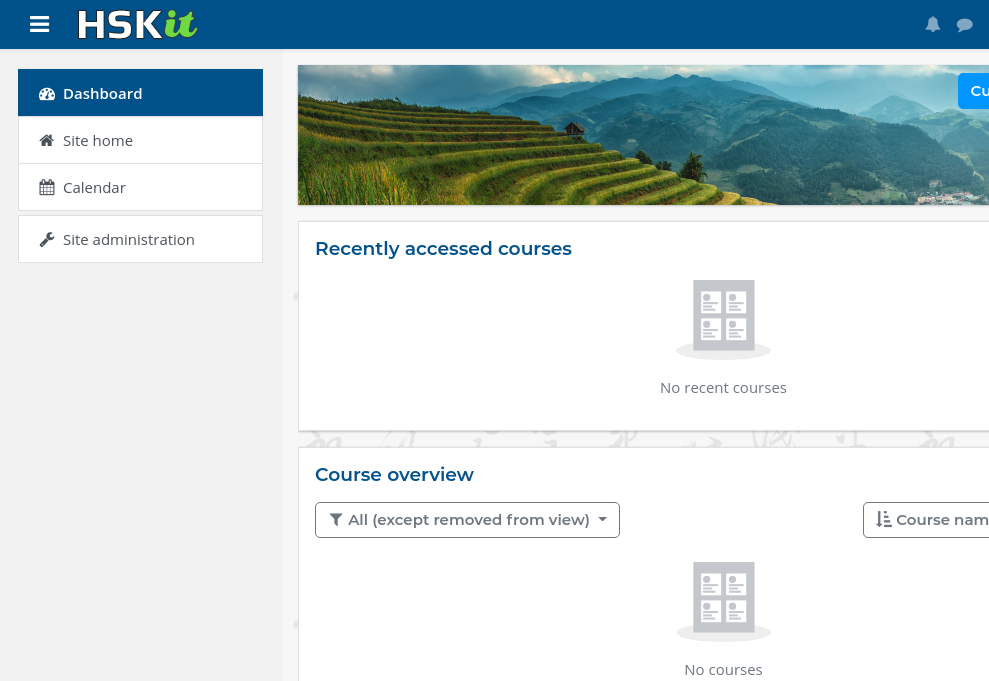 HSKit
Dashboard
Cu
Site home
Calendar
Site administration
Recently accessed courses
No recent courses
Course overview
All (except removed from view)
Course nam
No courses